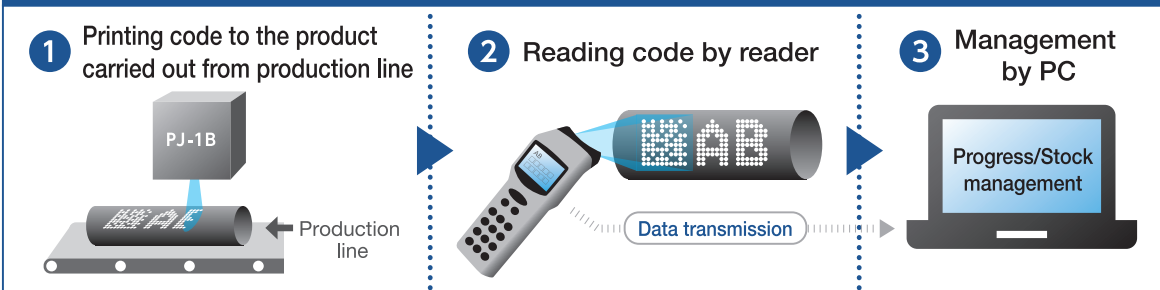 1 Printing code to the product
carried out from production line
PJ-1B
Production
line
2 Reading code by reader
AB
AB
Data transmission
3 Management
by PC
Progress/Stock
management